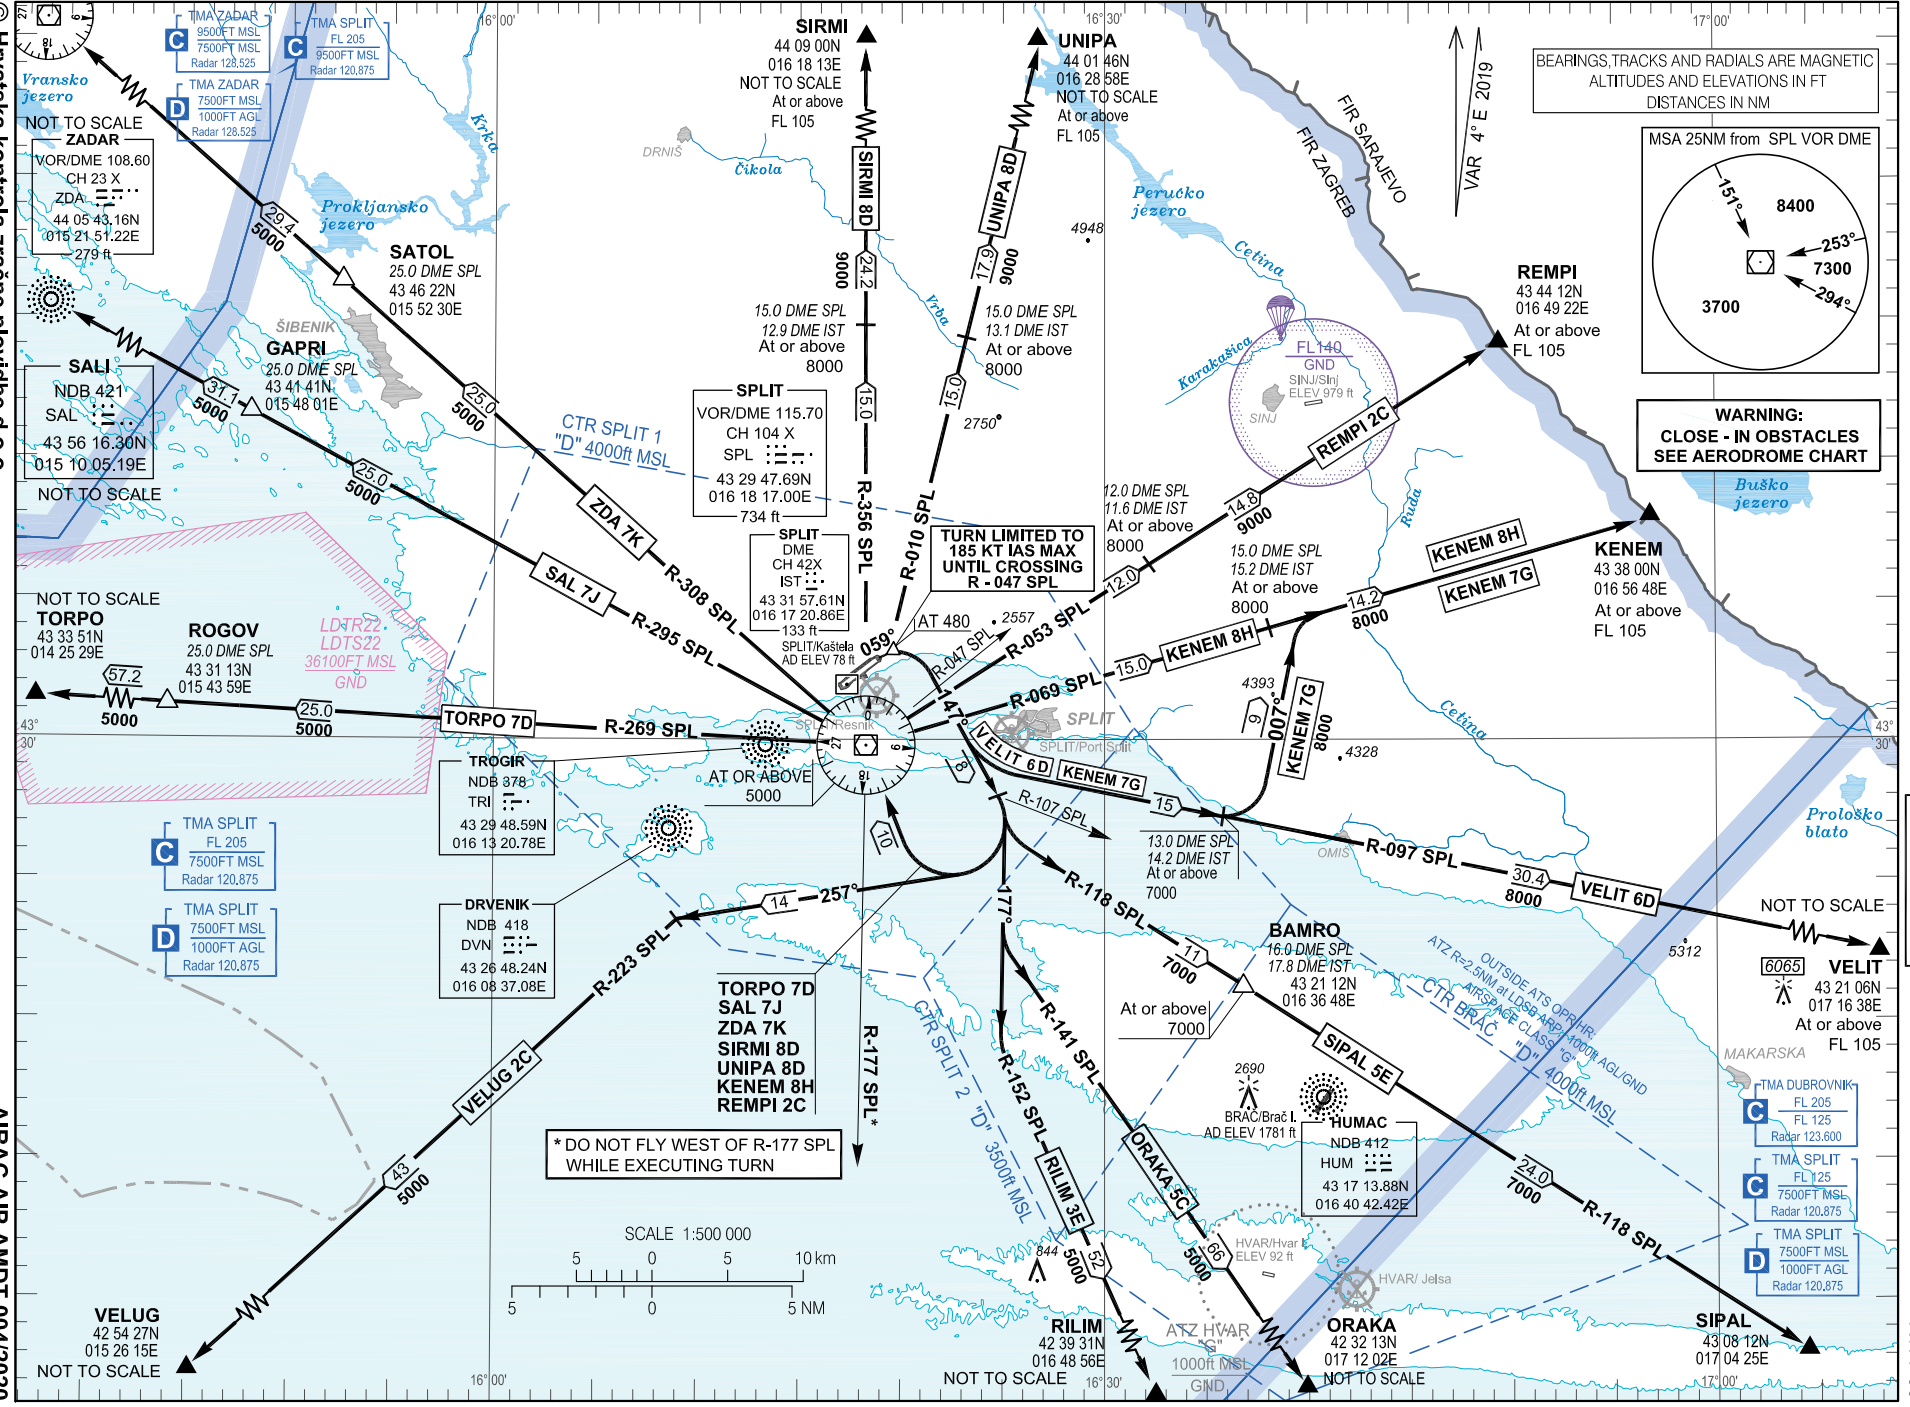 TMA ZADAR
C
9500FT MSL
7500FT MSL
Radar 128.525
TMA SPLIT
C
FL 205
9500FT MSL
Radar 120.875
TMA ZADAR
D
7500FT MSL
1000FT AGL
Radar 128.525
Vransko
jezero
NOT TO SCALE
ZADAR
VOR/DME 108.60
CH 23 X
ZDA
44 05 43.16N
015 21 51.22E
279 ft
16°00'
16°30'
17°00'
SIRMI
44 09 00N
016 18 13E
NOT TO SCALE
At or above
FL 105
UNIPA
44 01 46N
016 28 58E
NOT TO SCALE
At or above
FL 105
FIR SARAJEVO
FIR ZAGREB
VAR 4° E 2019
BEARINGS,TRACKS AND RADIALS ARE MAGNETIC
ALTITUDES AND ELEVATIONS IN FT
DISTANCES IN NM
MSA 25NM from SPL VOR DME
151°
8400
253°
7300
294°
3700
WARNING:
CLOSE - IN OBSTACLES
SEE AERODROME CHART
Krka
DRNIŠ
Čikola
Prokljansko
jezero
Peručko
jezero
Cetina
Vrba
Karakašica
Ruda
Buško
jezero
4948
2750
29.4
5000
SATOL
25.0 DME SPL
43 46 22N
015 52 30E
ŠIBENIK
GAPRI
25.0 DME SPL
43 41 41N
015 48 01E
31.1
5000
SALI
NDB 421
SAL
43 56 16.30N
015 10 05.19E
NOT TO SCALE
25.0
5000
25.0
5000
CTR SPLIT 1
"D" 4000ft MSL
ZDA 7K
SAL 7J
R-308 SPL
R-295 SPL
SIRMI 8D
24.2
9000
15.0 DME SPL
12.9 DME IST
At or above
8000
15.0
R-356 SPL
UNIPA 8D
17.9
9000
15.0 DME SPL
13.1 DME IST
At or above
8000
15.0
R-010 SPL
SPLIT
VOR/DME 115.70
CH 104 X
SPL
43 29 47.69N
016 18 17.00E
734 ft
SPLIT
DME
CH 42X
IST
43 31 57.61N
016 17 20.86E
133 ft
SPLIT/Kaštela
AD ELEV 78 ft
TURN LIMITED TO
185 KT IAS MAX
UNTIL CROSSING
R - 047 SPL
059°
AT 480
2557
R-047 SPL
FL140
GND
SINJ/Sinj
ELEV 979 ft
SINJ
REMPI
43 44 12N
016 49 22E
At or above
FL 105
REMPI 2C
14.8
9000
12.0 DME SPL
11.6 DME IST
At or above
8000
12.0
R-053 SPL
15.0 DME SPL
15.2 DME IST
At or above
8000
KENEM 8H
KENEM 7G
14.2
8000
KENEM 8H
15.0
R-069 SPL
KENEM
43 38 00N
016 56 48E
At or above
FL 105
NOT TO SCALE
TORPO
43 33 51N
014 25 29E
57.2
5000
ROGOV
25.0 DME SPL
43 31 13N
015 43 59E
LDTR22
LDTS22
36100FT MSL
GND
25.0
5000
TORPO 7D
R-269 SPL
43°
30'
43°
30'
TROGIR
NDB 378
TRI
43 29 48.59N
016 13 20.78E
AT OR ABOVE
5000
SPLIT/Resnik
0
9
18
27
147°
8
VELIT 6D
KENEM 7G
15
SPLIT
SPLIT/Port Split
4393
9
007°
KENEM 7G
8000
4328
Cetina
Prološko
blato
R-107 SPL
13.0 DME SPL
14.2 DME IST
At or above
7000
OMIŠ
R-097 SPL
30.4
8000
VELIT 6D
NOT TO SCALE
VELIT
43 21 06N
017 16 38E
At or above
FL 105
6065
5312
TMA SPLIT
C
FL 205
7500FT MSL
Radar 120.875
TMA SPLIT
D
7500FT MSL
1000FT AGL
Radar 120.875
DRVENIK
NDB 418
DVN
43 26 48.24N
016 08 37.08E
10
257°
14
R-223 SPL
VELUG 2C
43
5000
TORPO 7D
SAL 7J
ZDA 7K
SIRMI 8D
UNIPA 8D
KENEM 8H
REMPI 2C
R-177 SPL*
* DO NOT FLY WEST OF R-177 SPL
WHILE EXECUTING TURN
177°
R-118 SPL
11
7000
BAMRO
16.0 DME SPL
17.8 DME IST
43 21 12N
016 36 48E
At or above
7000
OUTSIDE ATS OPR HR:
ATZ R=2.5NM at LDSB ARP/1000ft AGL/GND
AIRSPACE CLASS "G"
CTR BRAČ "D" 4000ft MSL
MAKARSKA
CTR SPLIT 2 "D" 3500ft MSL
R-141 SPL
R-152 SPL
ORAKA 5C
RILIM 3E
66
5000
52
5000
2690
BRAČ/Brač I.
AD ELEV 1781 ft
HUMAC
NDB 412
HUM
43 17 13.88N
016 40 42.42E
SIPAL 5E
24.0
7000
R-118 SPL
TMA DUBROVNIK
C
FL 205
FL 125
Radar 123.600
TMA SPLIT
C
FL 125
7500FT MSL
Radar 120.875
TMA SPLIT
D
7500FT MSL
1000FT AGL
Radar 120.875
SCALE 1:500 000
5 0 5 10 km
5 0 5 NM
844
HVAR/Hvar I.
ELEV 92 ft
HVAR/ Jelsa
ATZ HVAR
"G"
1000ft MSL
GND
VELUG
42 54 27N
015 26 15E
NOT TO SCALE
RILIM
42 39 31N
016 48 56E
NOT TO SCALE
ORAKA
42 32 13N
017 12 02E
NOT TO SCALE
SIPAL
43 08 12N
017 04 25E
16°00'
16°30'
17°00'